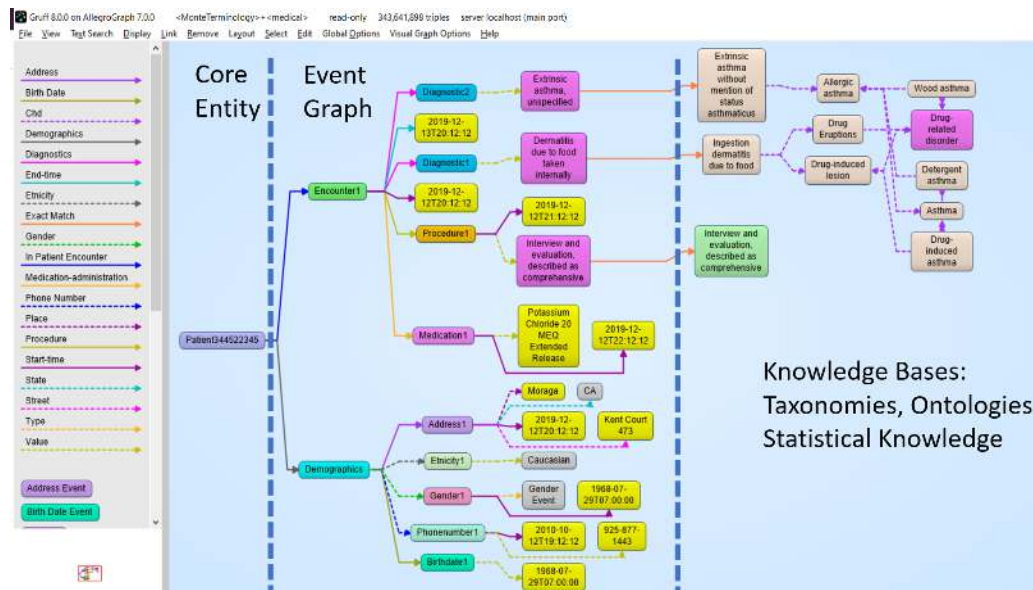 Gruff 8.0.0 on AllegroGraph 7.0.0 <MonteTerminology>+<medical> read-only 343,641,898 triples server localhost (main port)
File View Text Search Display Link Remove Layout Select Edit Global Options Visual Graph Options Help
Address
Birth Date
Chd
Demographics
Diagnostics
End-time
Etnicity
Exact Match
Gender
In Patient Encounter
Medication-administration
Phone Number
Place
Procedure
Start-time
State
Street
Type
Value
Address Event
Birth Date Event
Core
Entity
Patient344522345
Event
Graph
Encounter1
Demographics
Diagnostic2
2019-12-
13T20:12:12
Diagnostic1
2019-12-
12T20:12:12
Procedure1
Medication1
Extrinsic
asthma,
unspecified
Dermatitis
due to food
taken
internally
2019-12-
12T21:12:12
Interview and
evaluation,
described as
comprehensive
Potassium
Chloride 20
MEQ
Extended
Release
2019-12-
12T22:12:12
Address1
Moraga
CA
2019-12-
12T20:12:12
Kent Court
473
Etnicity1
Caucasian
Gender1
Gender
Event
1968-07-
29T07:00:00
Phonenumber1
2010-10-
12T19:12:12
925-877-
1443
Birthdate1
1968-07-
29T07:00:00
Extrinsic
asthma
without
mention of
status
asthmaticus
Ingestion
dermatitis
due to food
Interview and
evaluation,
described as
comprehensive
Allergic
asthma
Drug
Eruptions
Drug-induced
lesion
Wood asthma
Drug-
related
disorder
Detergent
asthma
Asthma
Drug-
induced
asthma
Knowledge Bases:
Taxonomies, Ontologies
Statistical Knowledge